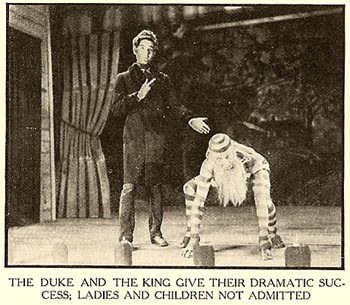 THE DUKE AND THE KING GIVE THEIR DRAMATIC SUC-
CESS; LADIES AND CHILDREN NOT ADMITTED